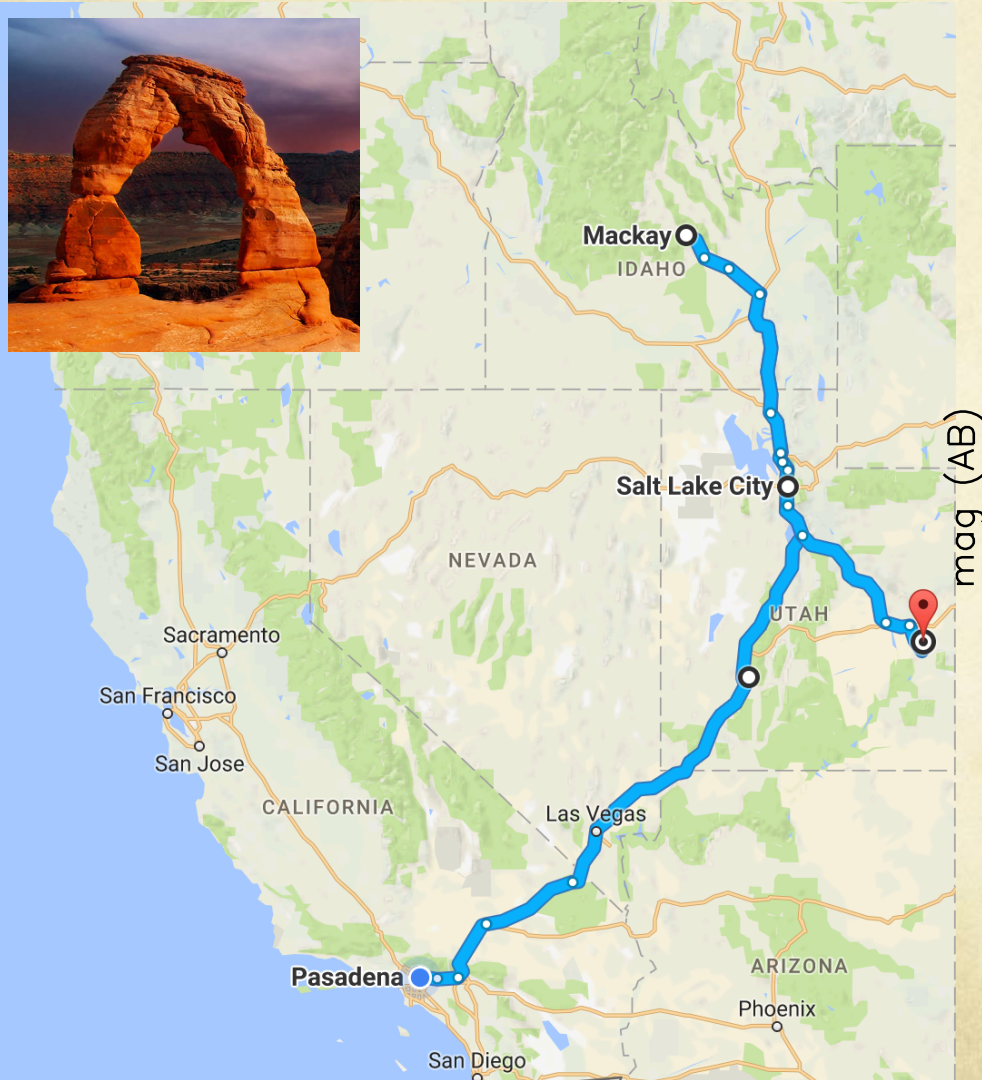 Mackay
IDAHO
Salt Lake City
mag (AB)
NEVADA
UTAH
Sacramento
San Francisco
San Jose
CALIFORNIA
Las Vegas
Pasadena
ARIZONA
Phoenix
San Diego